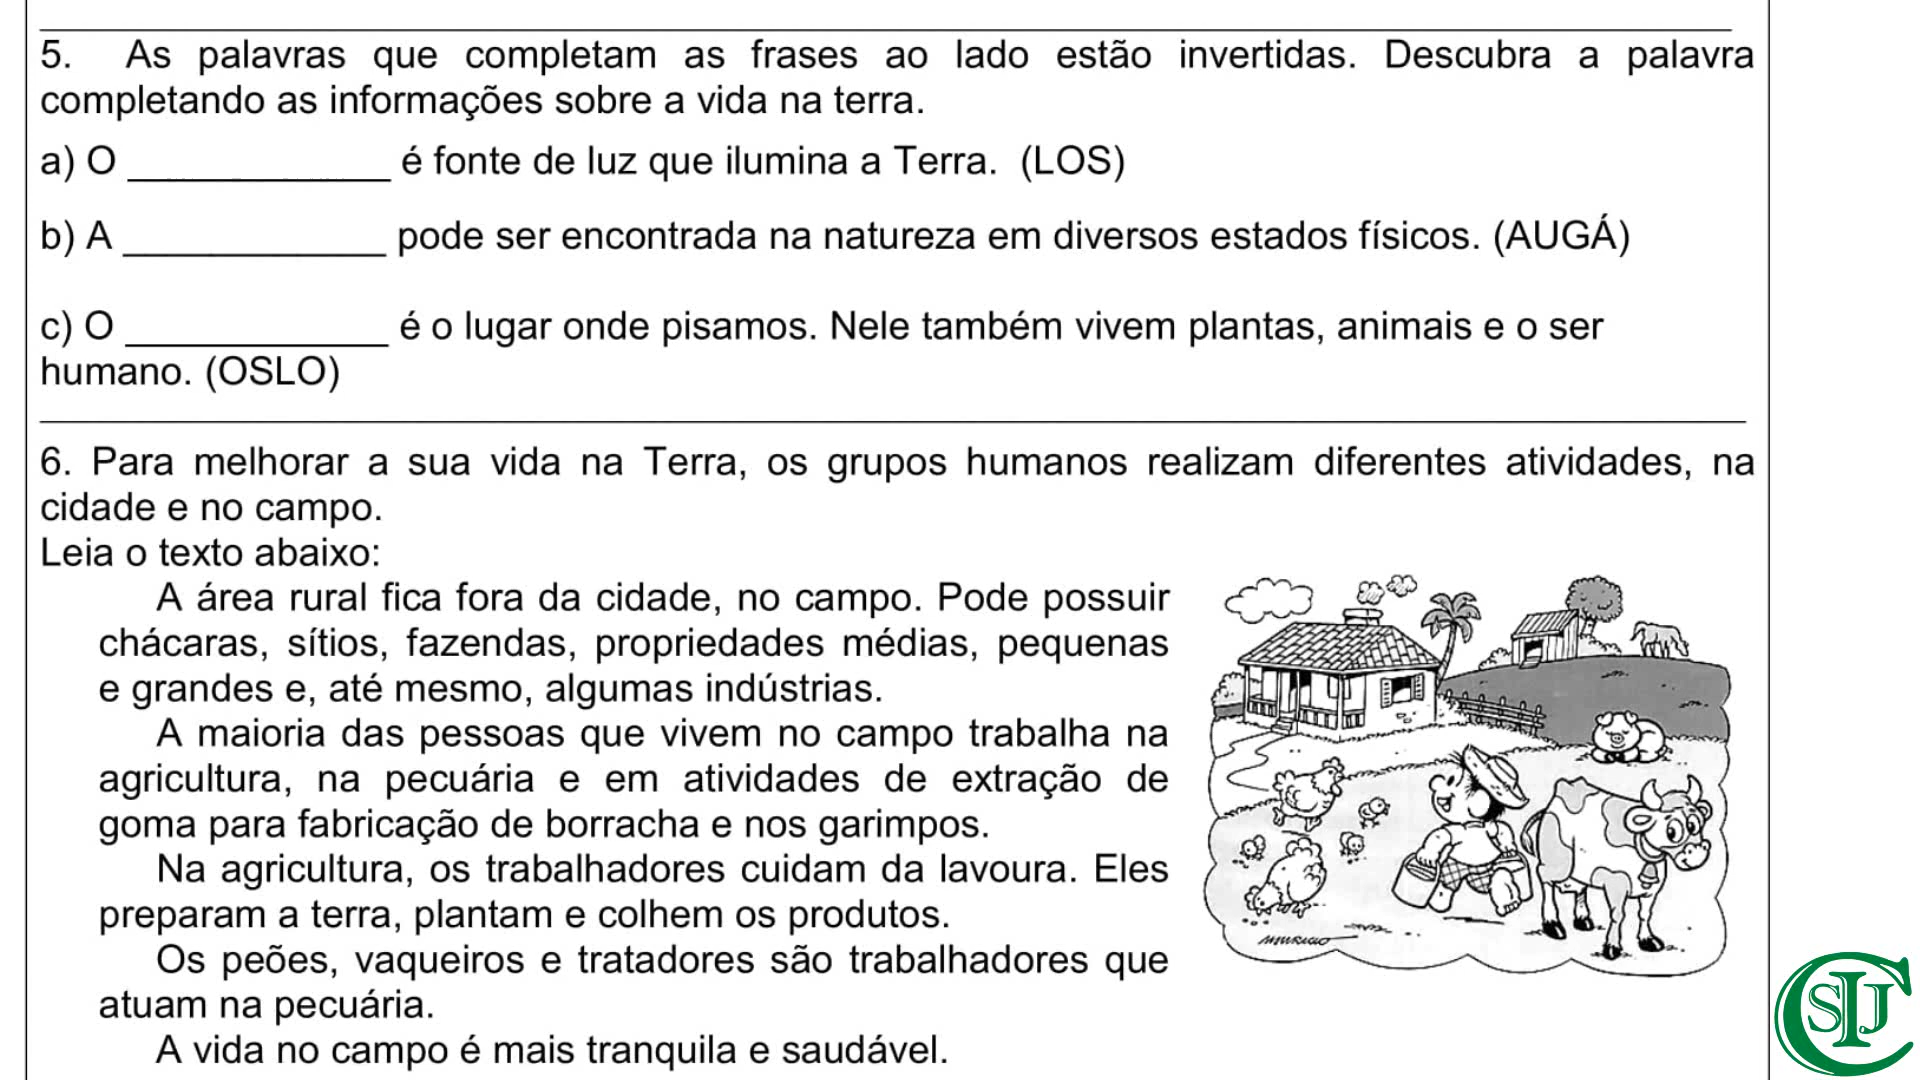 5. As palavras que completam as frases ao lado estão invertidas. Descubra a palavra
completando as informações sobre a vida na terra.
a) O _____________ é fonte de luz que ilumina a Terra. (LOS)
b) A _____________ pode ser encontrada na natureza em diversos estados físicos. (AUGÁ)
c) O _____________ é o lugar onde pisamos. Nele também vivem plantas, animais e o ser
humano. (OSLO)
6. Para melhorar a sua vida na Terra, os grupos humanos realizam diferentes atividades, na
cidade e no campo.
Leia o texto abaixo:
A área rural fica fora da cidade, no campo. Pode possuir
chácaras, sítios, fazendas, propriedades médias, pequenas
e grandes e, até mesmo, algumas indústrias.
A maioria das pessoas que vivem no campo trabalha na
agricultura, na pecuária e em atividades de extração de
goma para fabricação de borracha e nos garimpos.
Na agricultura, os trabalhadores cuidam da lavoura. Eles
preparam a terra, plantam e colhem os produtos.
Os peões, vaqueiros e tratadores são trabalhadores que
atuam na pecuária.
A vida no campo é mais tranquila e saudável.
MAURICIO
CSIJ